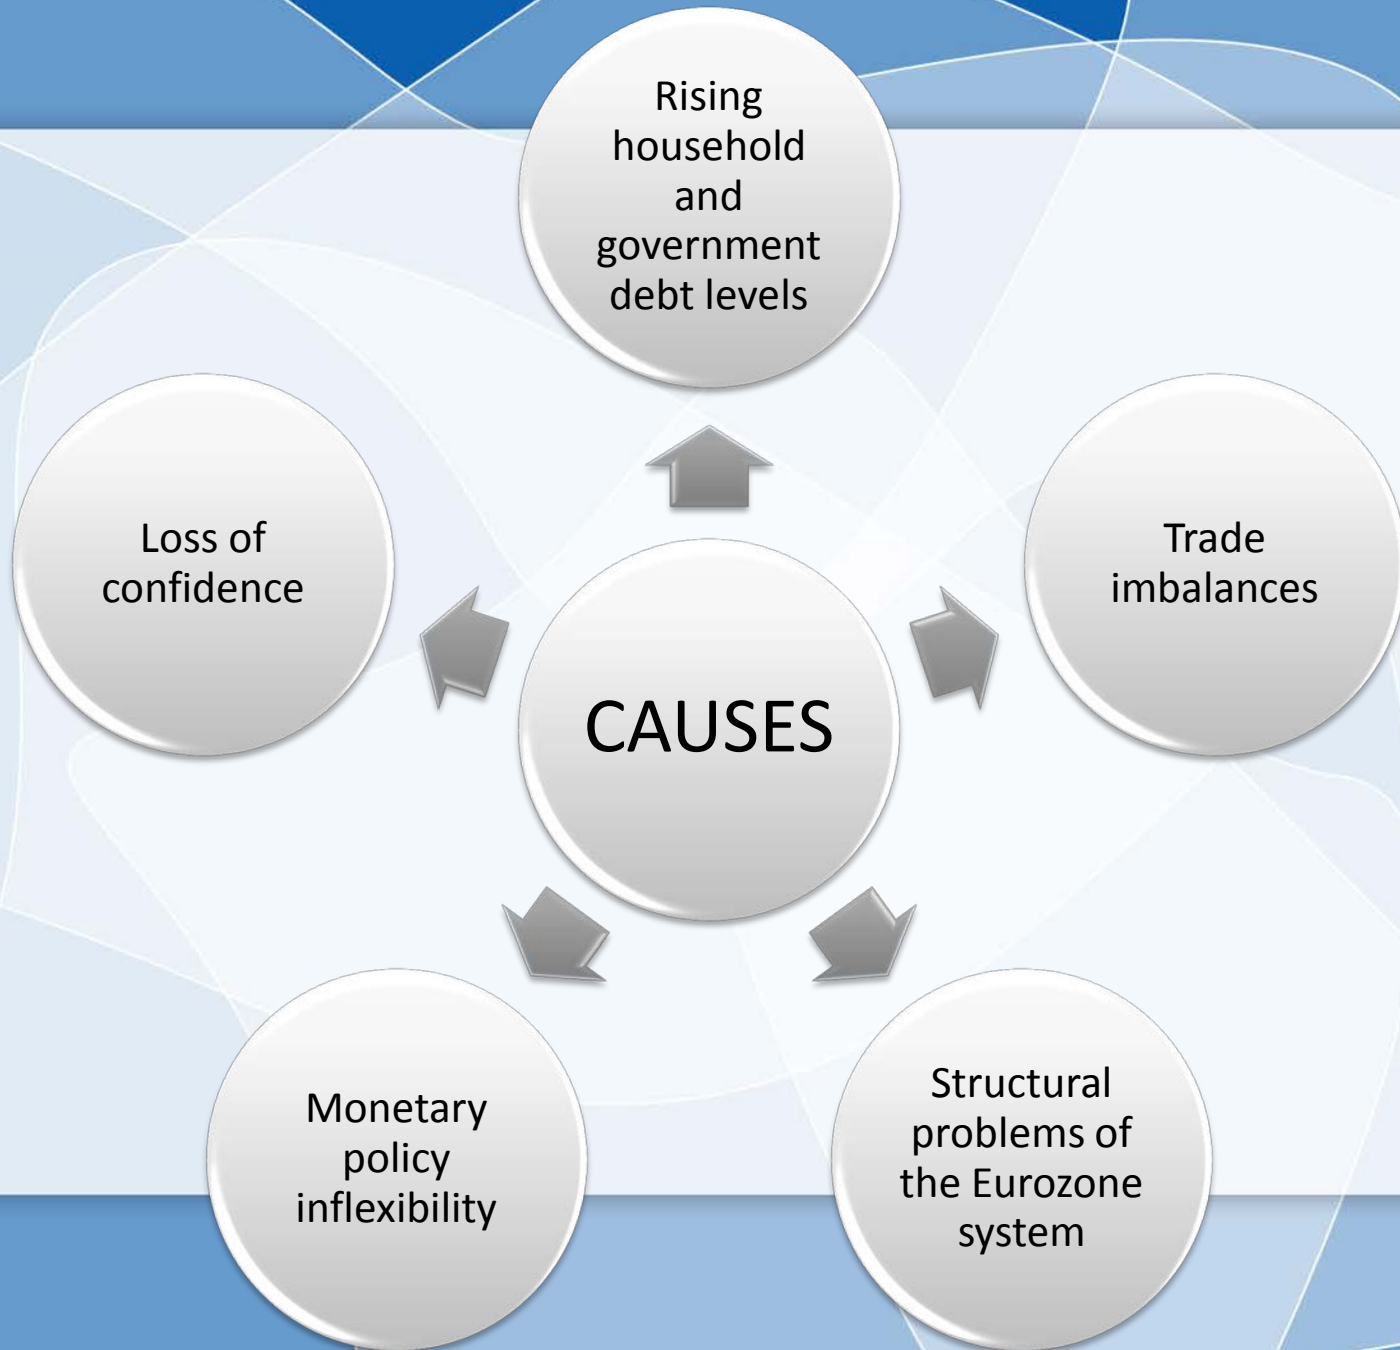 Rising
household
and
government
debt levels
Loss of
confidence
Trade
imbalances
CAUSES
Monetary
policy
inflexibility
Structural
problems of
the Eurozone
system